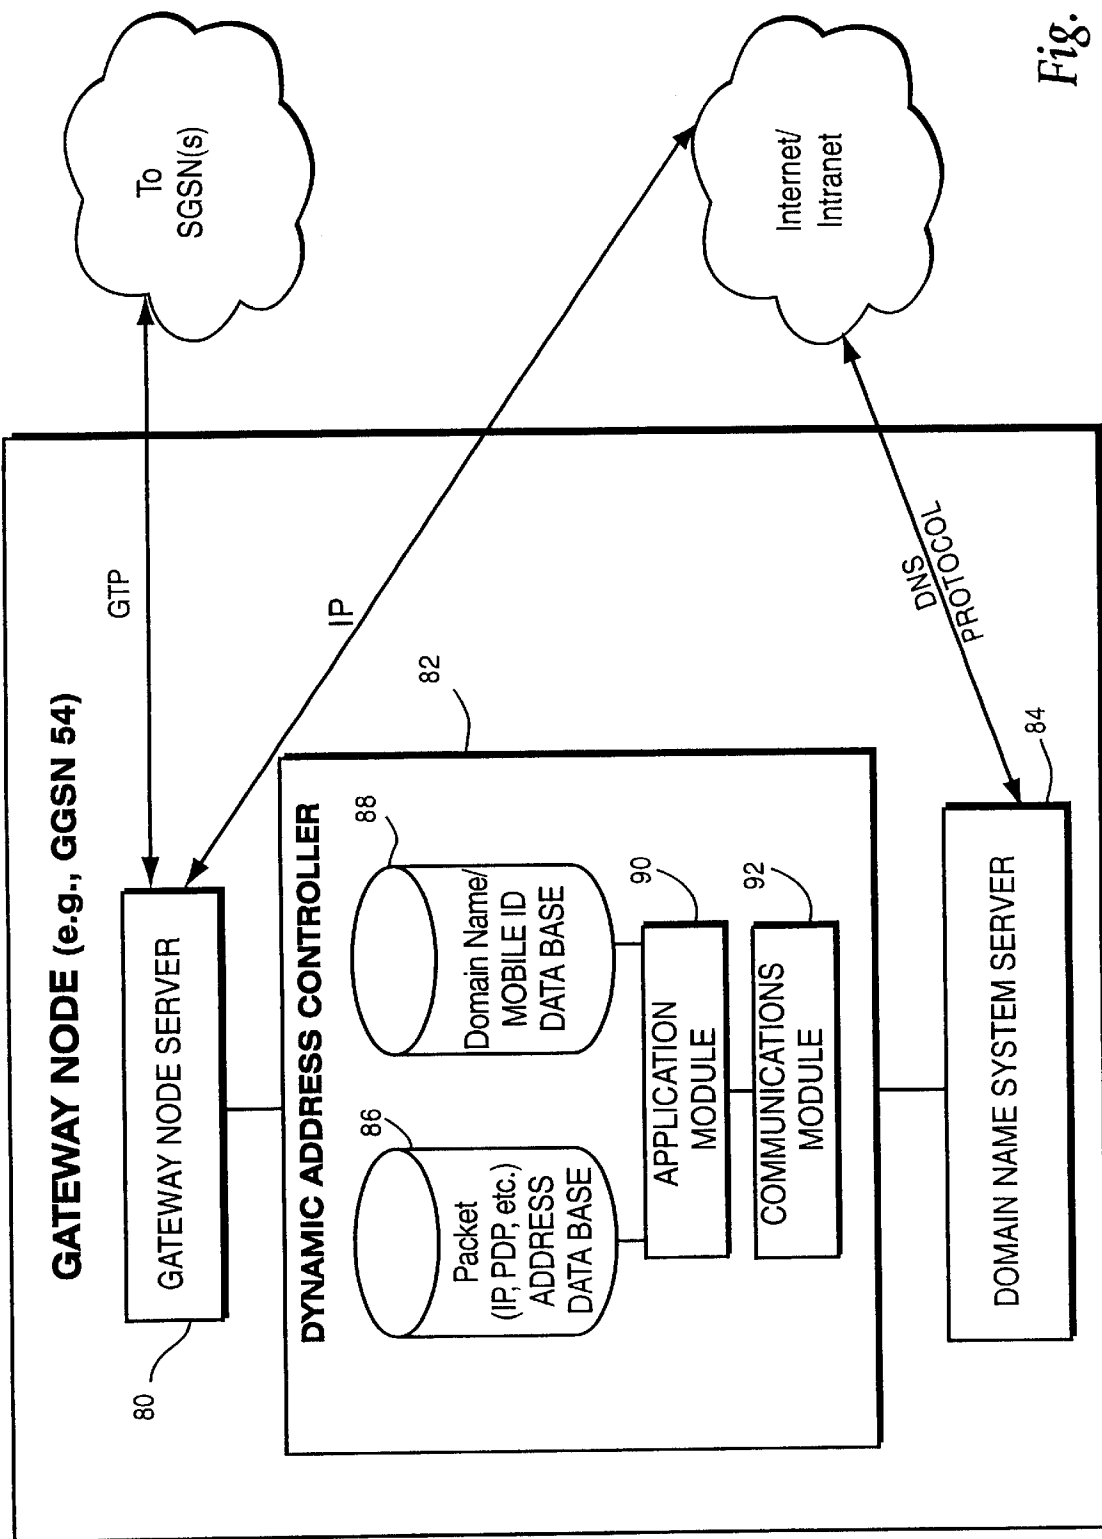 GATEWAY NODE (e.g., GGSN 54)
80
GATEWAY NODE SERVER
GTP
To
SGSN(s)
IP
82
DYNAMIC ADDRESS CONTROLLER
86
Packet
(IP, PDP, etc.)
ADDRESS
DATA BASE
88
Domain Name/
MOBILE ID
DATA BASE
90
APPLICATION
MODULE
92
COMMUNICATIONS
MODULE
Internet/
Intranet
DNS
PROTOCOL
84
DOMAIN NAME SYSTEM SERVER
Fig.